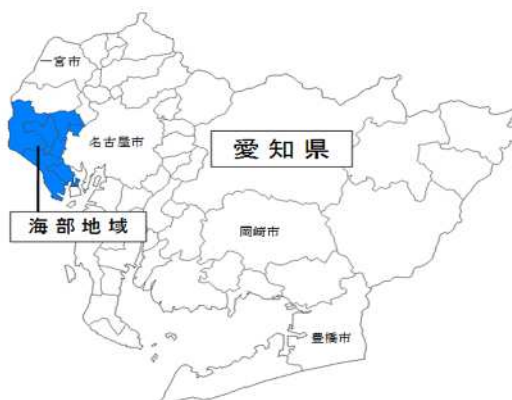 一宮市
名古屋市
愛知県
海部地域
岡崎市
豊橋市